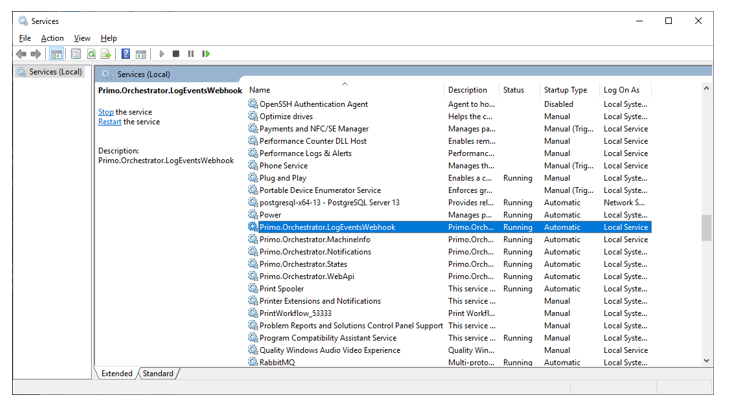 Services
File Action View Help
Services (Local)
Services (Local)
Primo.Orchestrator.LogEventsWebhook
Stop the service
Restart the service
Description:
Primo.Orchestrator.LogEventsWebhook
Name Description Status Startup Type Log On As
OpenSSH Authentication Agent Agent to ho... Disabled Local Syste...
Optimize drives Helps the c... Manual Local Syste...
Payments and NFC/SE Manager Manages pa... Manual (Trig... Local Service
Performance Counter DLL Host Enables rem... Manual Local Service
Performance Logs & Alerts Performanc... Manual Local Service
Phone Service Manages th... Manual (Trig... Local Service
Plug and Play Enables a c... Running Manual Local Syste...
Portable Device Enumerator Service Enforces gr... Manual (Trig... Local Syste...
postgresql-x64-13 - PostgreSQL Server 13 Provides rel... Running Automatic Network S...
Power Manages p... Running Automatic Local Syste...
Primo.Orchestrator.LogEventsWebhook Primo.Orch... Running Automatic Local Service
Primo.Orchestrator.MachineInfo Primo.Orch... Running Automatic Local Service
Primo.Orchestrator.Notifications Primo.Orch... Running Automatic Local Syste...
Primo.Orchestrator.States Primo.Orch... Running Automatic Local Syste...
Primo.Orchestrator.WebApi Primo.Orch... Running Automatic Local Syste...
Print Spooler This service ... Running Automatic Local Syste...
Printer Extensions and Notifications This service ... Manual Local Syste...
PrintWorkflow_53333 Print Workfl... Manual Local Syste...
Problem Reports and Solutions Control Panel Support This service ... Manual Local Syste...
Program Compatibility Assistant Service This service ... Running Manual Local Syste...
Quality Windows Audio Video Experience Quality Win... Manual Local Service
RabbitMQ Multi-proto... Running Automatic Local Syste...
Extended Standard